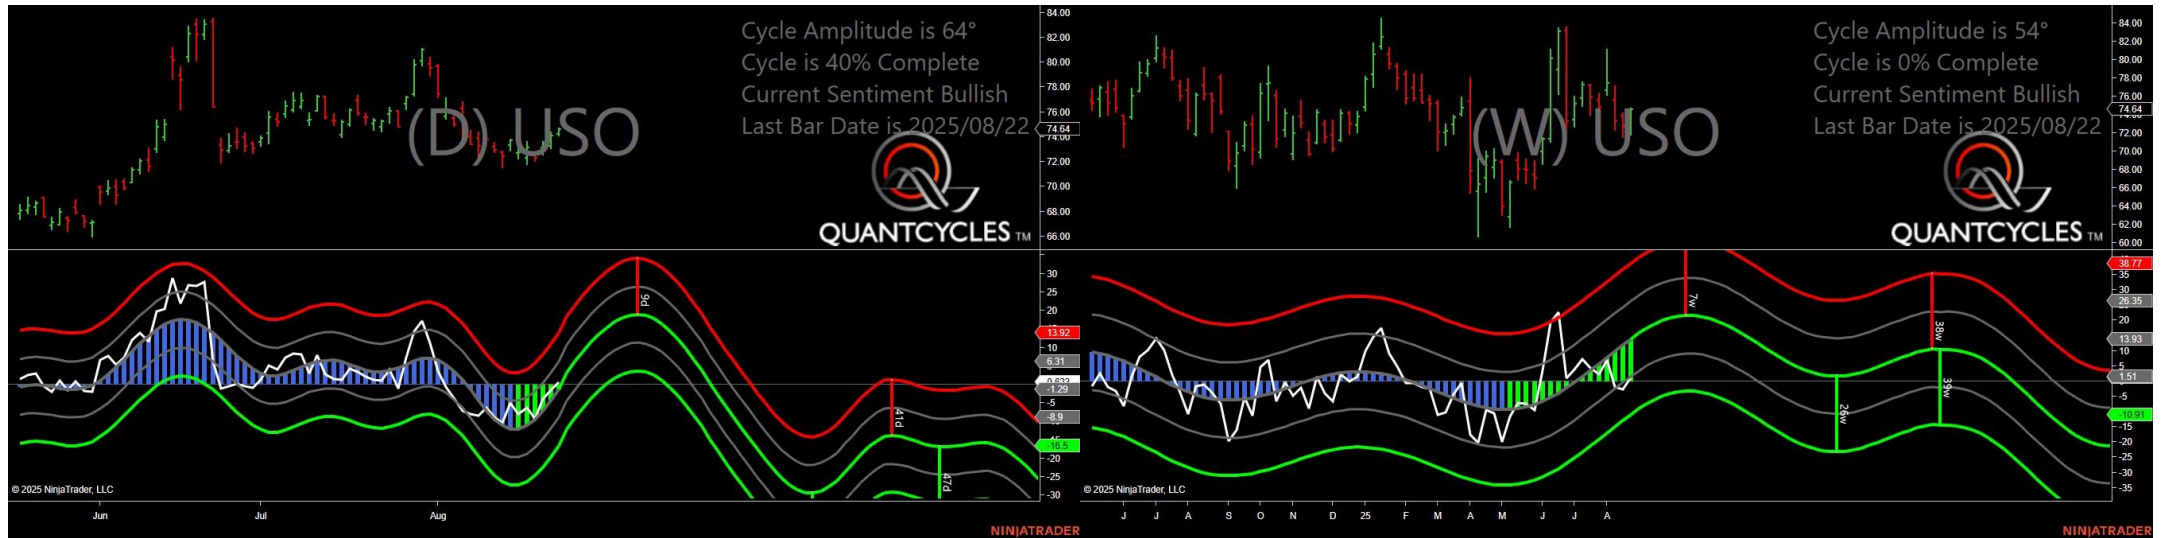 Cycle Amplitude is 64°
Cycle is 40% Complete
Current Sentiment Bullish
Last Bar Date is 2025/08/22
(D) USO
QUANTCYCLES TM
84.00
82.00
80.00
78.00
76.00
74.64
74.00
72.00
70.00
68.00
66.00
9d
41d
47d
30
25
20
13.92
10
6.31
0.623
-1.29
-5
-8.9
-16.5
-20
-25
-30
© 2025 NinjaTrader, LLC
Jun
Jul
Aug
NINJATRADER
Cycle Amplitude is 54°
Cycle is 0% Complete
Current Sentiment Bullish
Last Bar Date is 2025/08/22
(W) USO
QUANTCYCLES TM
84.00
82.00
80.00
78.00
76.00
74.64
72.00
70.00
68.00
66.00
64.00
62.00
60.00
7w
38w
26w
39w
38.77
35
30
26.35
20
13.93
10
5
1.51
-5
-10.91
-15
-20
-25
-30
-35
© 2025 NinjaTrader, LLC
J
J
A
S
O
N
D
25
F
M
A
M
J
J
A
NINJATRADER